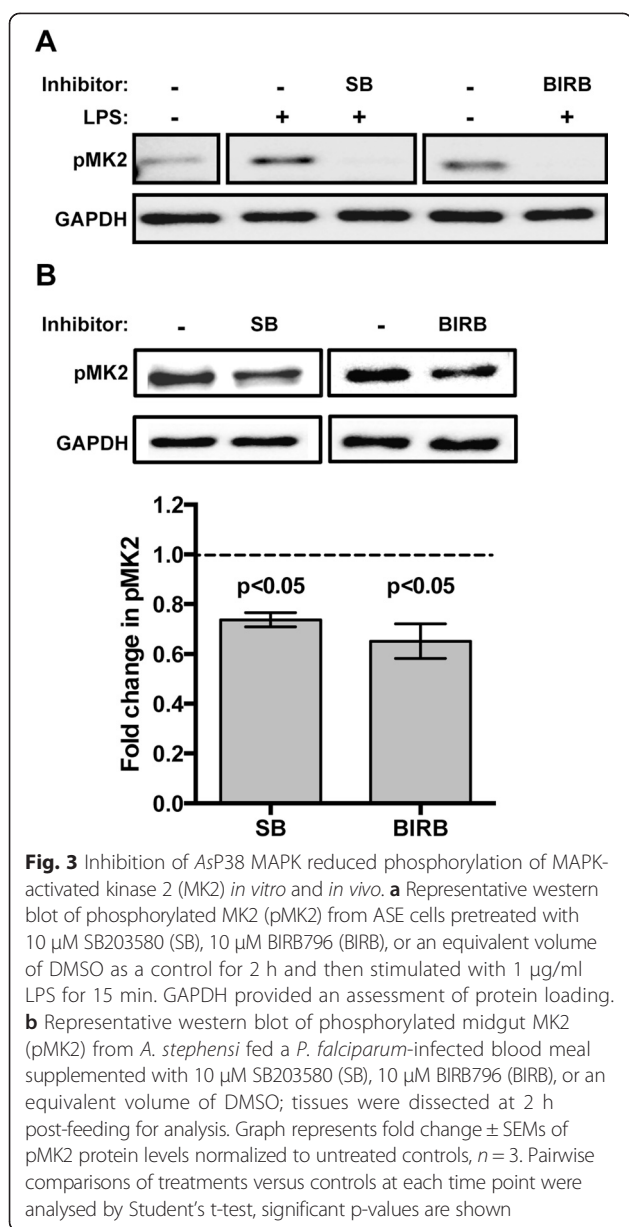 A
Inhibitor: - - SB - BIRB
LPS: - + + - +
pMK2
GAPDH
B
Inhibitor: - SB - BIRB
pMK2
GAPDH
Fold change in pMK2
1.2
1.0
0.8
0.6
0.4
0.2
0.0
p<0.05 p<0.05
SB BIRB
Fig. 3 Inhibition of AsP38 MAPK reduced phosphorylation of MAPK-
activated kinase 2 (MK2) in vitro and in vivo. a Representative western
blot of phosphorylated MK2 (pMK2) from ASE cells pretreated with
10 μM SB203580 (SB), 10 μM BIRB796 (BIRB), or an equivalent volume
of DMSO as a control for 2 h and then stimulated with 1 μg/ml
LPS for 15 min. GAPDH provided an assessment of protein loading.
b Representative western blot of phosphorylated midgut MK2
(pMK2) from A. stephensi fed a P. falciparum-infected blood meal
supplemented with 10 μM SB203580 (SB), 10 μM BIRB796 (BIRB), or an
equivalent volume of DMSO; tissues were dissected at 2 h
post-feeding for analysis. Graph represents fold change ± SEMs of
pMK2 protein levels normalized to untreated controls, n = 3. Pairwise
comparisons of treatments versus controls at each time point were
analysed by Student's t-test, significant p-values are shown